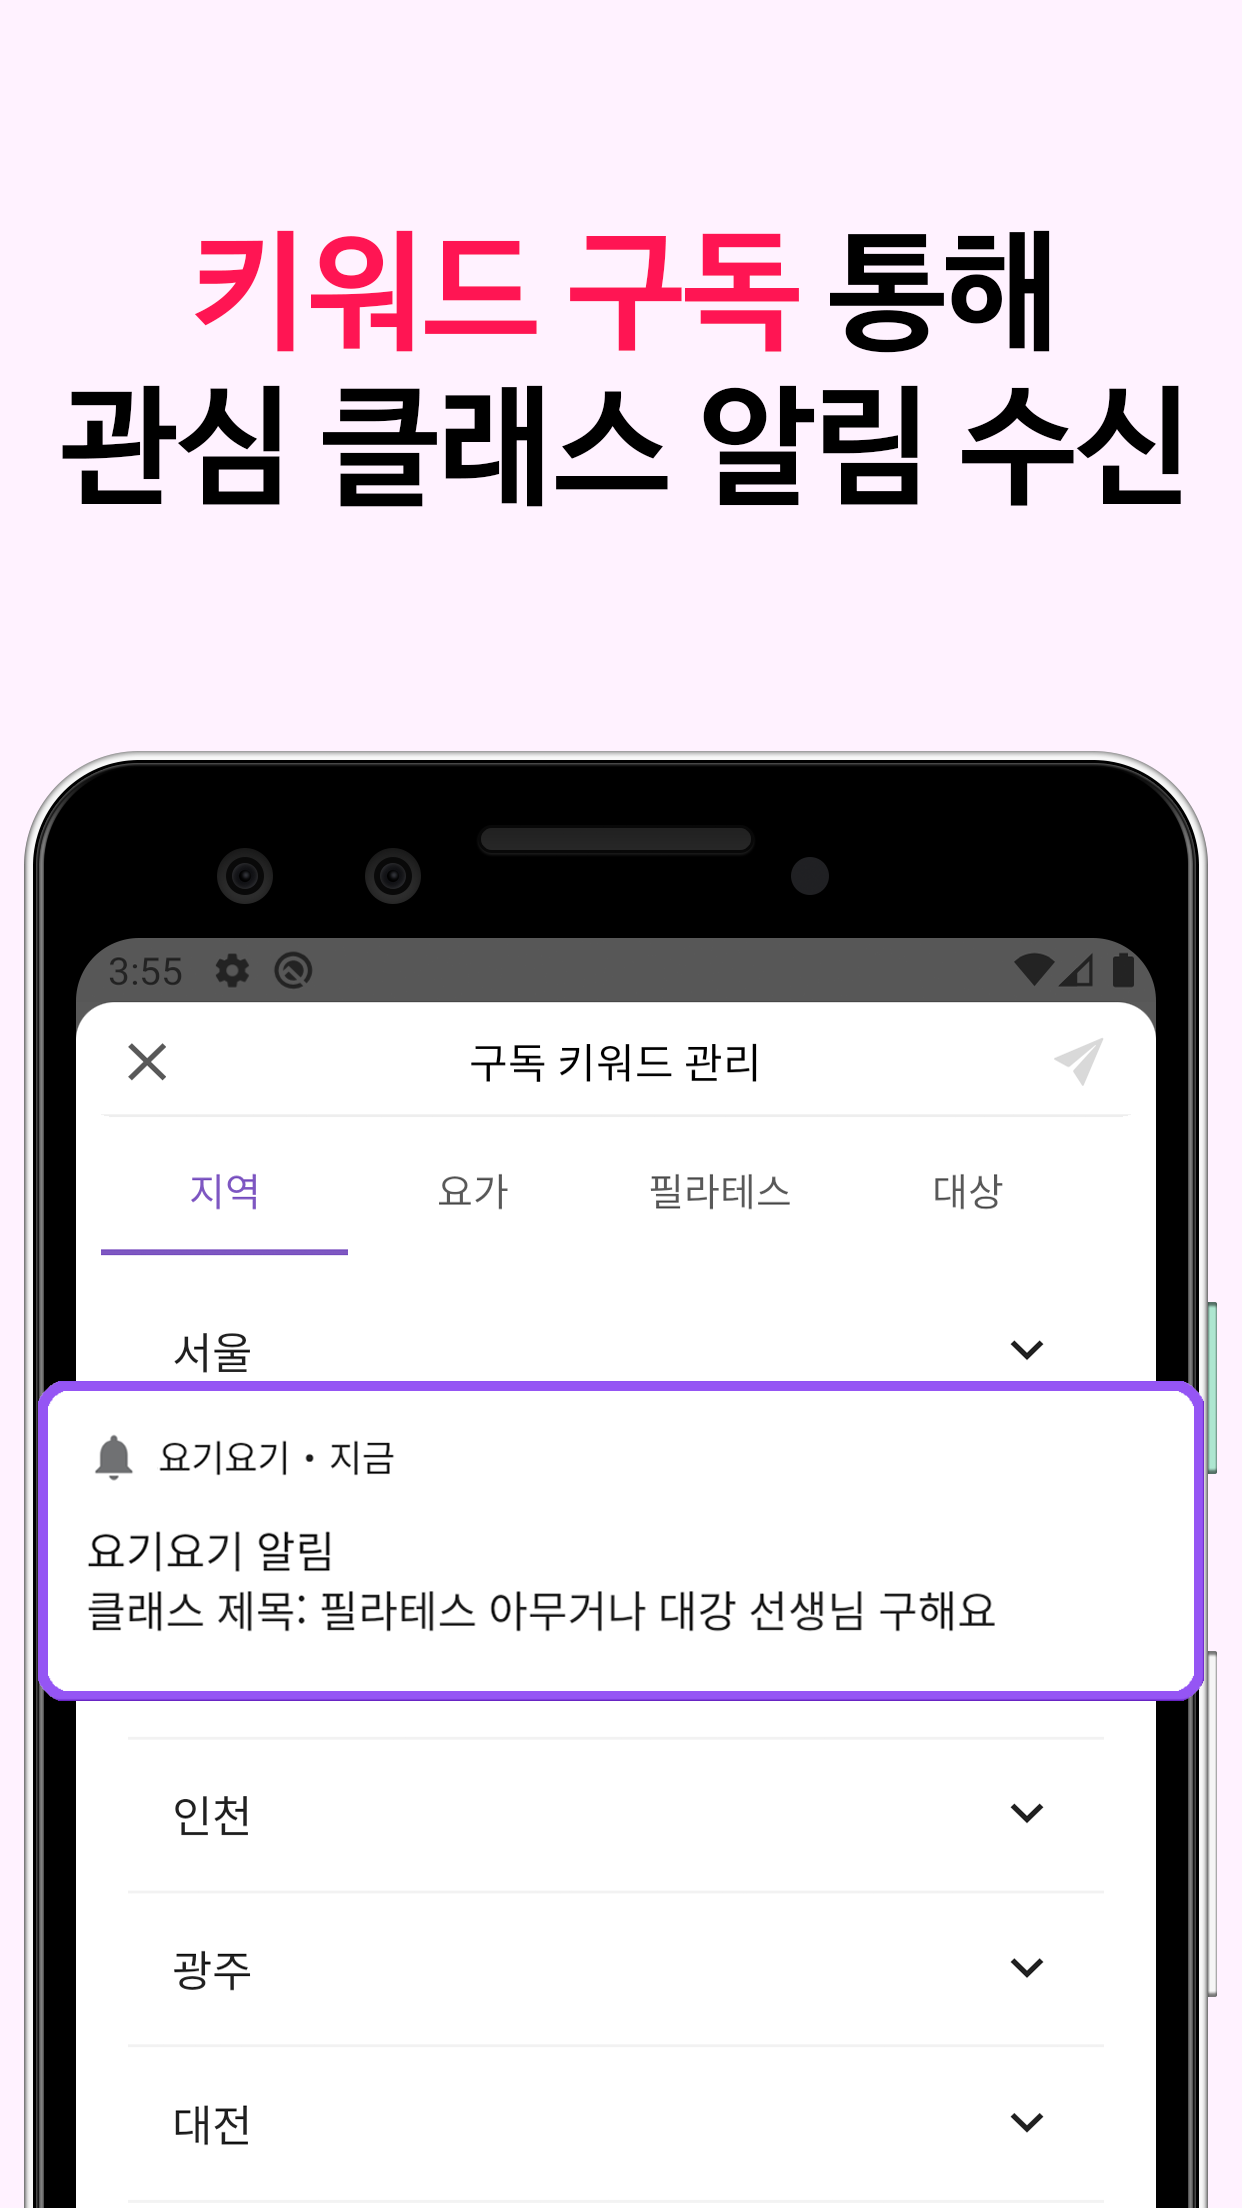 키워드 구독 통해
관심 클래스 알림 수신
3:55
구독 키워드 관리
지역 요가 필라테스 대상
서울
요기요기 • 지금
요기요기 알림
클래스 제목: 필라테스 아무거나 대강 선생님 구해요
인천
광주
대전